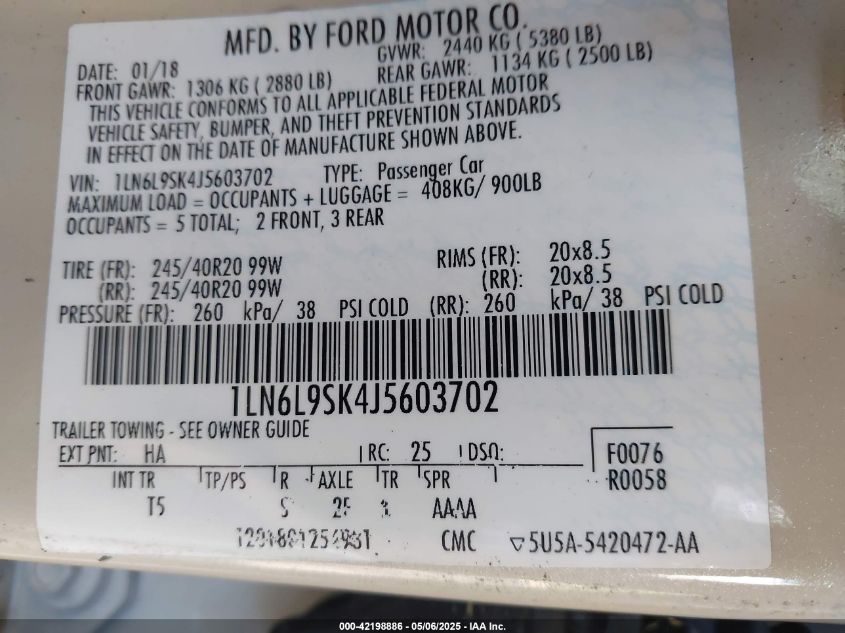 MFD. BY FORD MOTOR CO.
DATE: 01/18 GVWR: 2440 KG ( 5380 LB)
FRONT GAWR: 1306 KG ( 2880 LB) REAR GAWR: 1134 KG ( 2500 LB)
THIS VEHICLE CONFORMS TO ALL APPLICABLE FEDERAL MOTOR
VEHICLE SAFETY, BUMPER, AND THEFT PREVENTION STANDARDS
IN EFFECT ON THE DATE OF MANUFACTURE SHOWN ABOVE.
VIN: 1LN6L9SK4J5603702 TYPE: Passenger Car
MAXIMUM LOAD = OCCUPANTS + LUGGAGE = 408KG/ 900LB
OCCUPANTS = 5 TOTAL; 2 FRONT, 3 REAR
TIRE (FR): 245/40R20 99W RIMS (FR): 20x8.5
(RR): 245/40R20 99W (RR): 20x8.5
PRESSURE (FR): 260 kPa/ 38 PSI COLD (RR): 260 kPa/ 38 PSI COLD
1LN6L9SK4J5603702
TRAILER TOWING - SEE OWNER GUIDE
EXT PNT: HA RC: 25 DSO: F0076
INT TR TP/PS R AXLE TR SPR R0058
T5 S AAAA
CMC 5U5A-5420472-AA
000-42198886 - 05/06/2025 - IAA Inc.